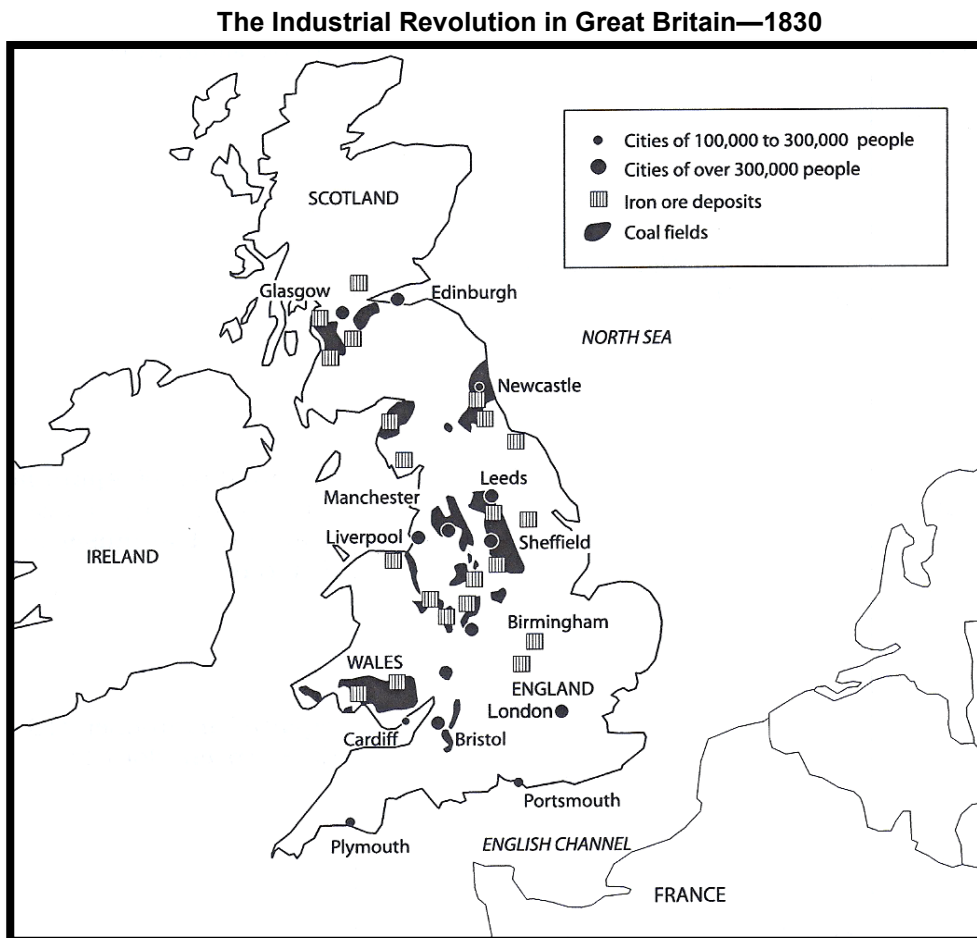 The Industrial Revolution in Great Britain—1830
Cities of 100,000 to 300,000 people
Cities of over 300,000 people
Iron ore deposits
Coal fields
SCOTLAND
Glasgow
Edinburgh
NORTH SEA
Newcastle
Leeds
Manchester
Liverpool
Sheffield
IRELAND
Birmingham
WALES
ENGLAND
London
Cardiff
Bristol
Portsmouth
Plymouth
ENGLISH CHANNEL
FRANCE